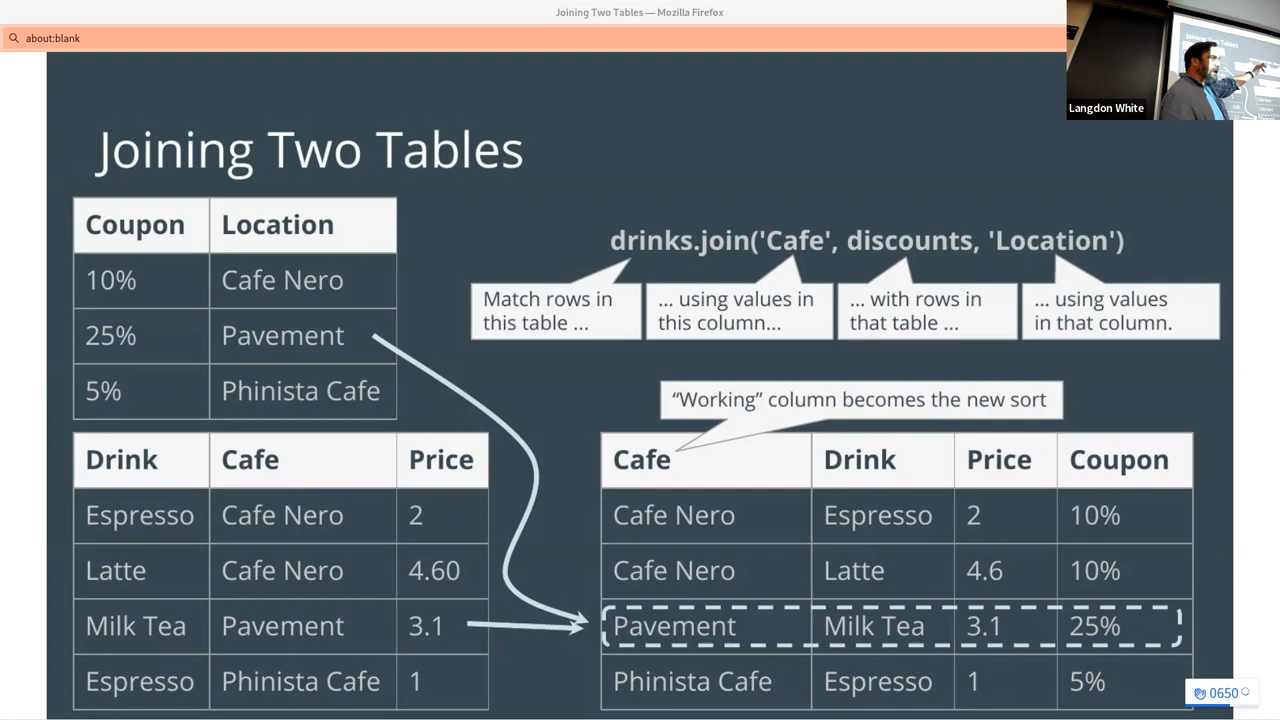 Joining Two Tables — Mozilla Firefox
about:blank
Langdon White
Joining Two Tables
Coupon Location
10% Cafe Nero
25% Pavement
5% Phinista Cafe
drinks.join('Cafe', discounts, 'Location')
Match rows in
this table ...
... using values in
this column...
... with rows in
that table ...
... using values
in that column.
“Working” column becomes the new sort
Drink Cafe Price
Espresso Cafe Nero 2
Latte Cafe Nero 4.60
Milk Tea Pavement 3.1
Espresso Phinista Cafe 1
Cafe Drink Price Coupon
Cafe Nero Espresso 2 10%
Cafe Nero Latte 4.6 10%
Pavement Milk Tea 3.1 25%
Phinista Cafe Espresso 1 5%
0650